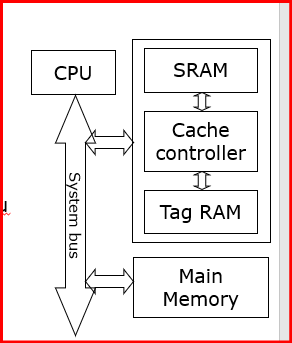 CPU
SRAM
Cache
controller
Tag RAM
System bus
Main
Memory